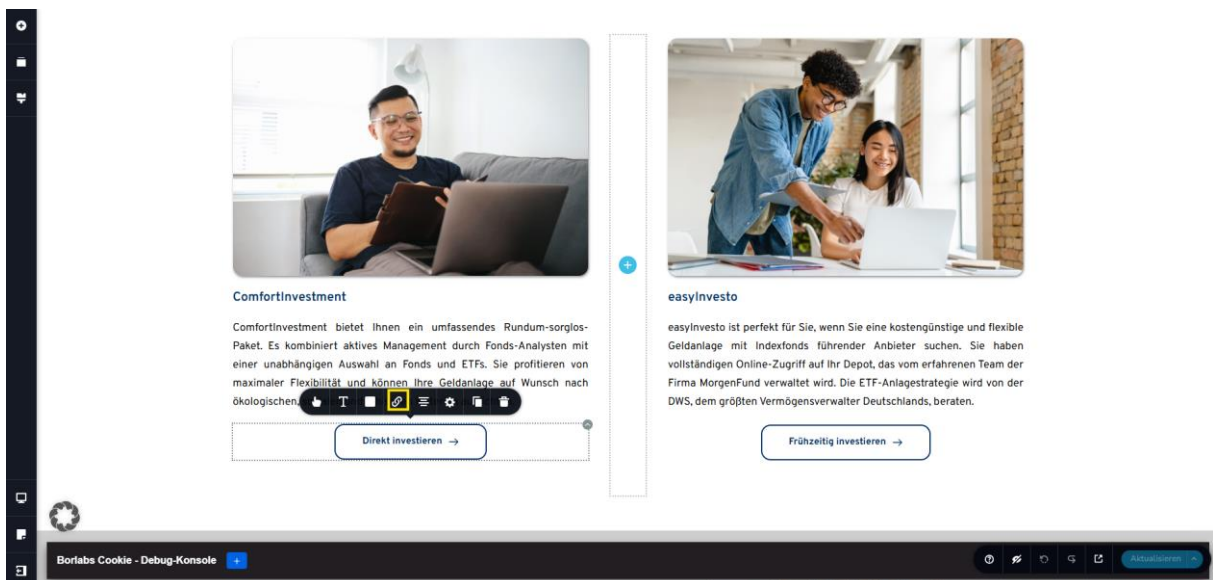 ComfortInvestment
ComfortInvestment bietet Ihnen ein umfassendes Rundum-sorglos-
Paket. Es kombiniert aktives Management durch Fonds-Analysten mit
einer unabhängigen Auswahl an Fonds und ETFs. Sie profitieren von
maximaler Flexibilität und können Ihre Geldanlage auf Wunsch nach
ökologischen,
T
Direkt investieren →
easyInvesto
easyInvesto ist perfekt für Sie, wenn Sie eine kostengünstige und flexible
Geldanlage mit Indexfonds führender Anbieter suchen. Sie haben
vollständigen Online-Zugriff auf Ihr Depot, das vom erfahrenen Team der
Firma MorgenFund verwaltet wird. Die ETF-Anlagestrategie wird von der
DWS, dem größten Vermögensverwalter Deutschlands, beraten.
Frühzeitig investieren →
Borlabs Cookie - Debug-Konsole +
Aktualisieren